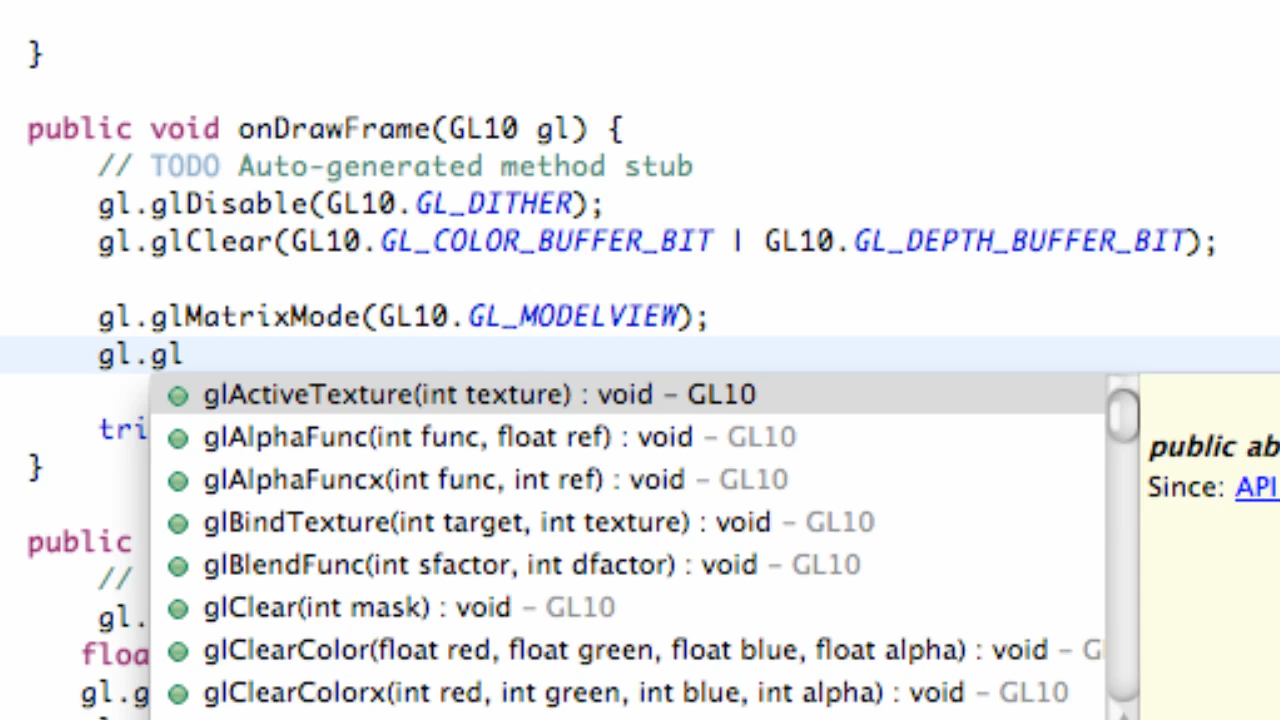 }
public void onDrawFrame(GL10 gl) {
// TODO Auto-generated method stub
gl.glDisable(GL10.GL_DITHER);
gl.glClear(GL10.GL_COLOR_BUFFER_BIT | GL10.GL_DEPTH_BUFFER_BIT);
gl.glMatrixMode(GL10.GL_MODELVIEW);
gl.gl
glActiveTexture(int texture) : void – GL10
glAlphaFunc(int func, float ref) : void – GL10
tri
public ab
}
glAlphaFuncx(int func, int ref) : void – GL10
Since: API
glBindTexture(int target, int texture) : void – GL10
public
glBlendFunc(int sfactor, int dfactor) : void – GL10
//
glClear(int mask) : void – GL10
gl.
glClearColor(float red, float green, float blue, float alpha) : void – G
floa
glClearColorx(int red, int green, int blue, int alpha) : void – GL10
gl.g